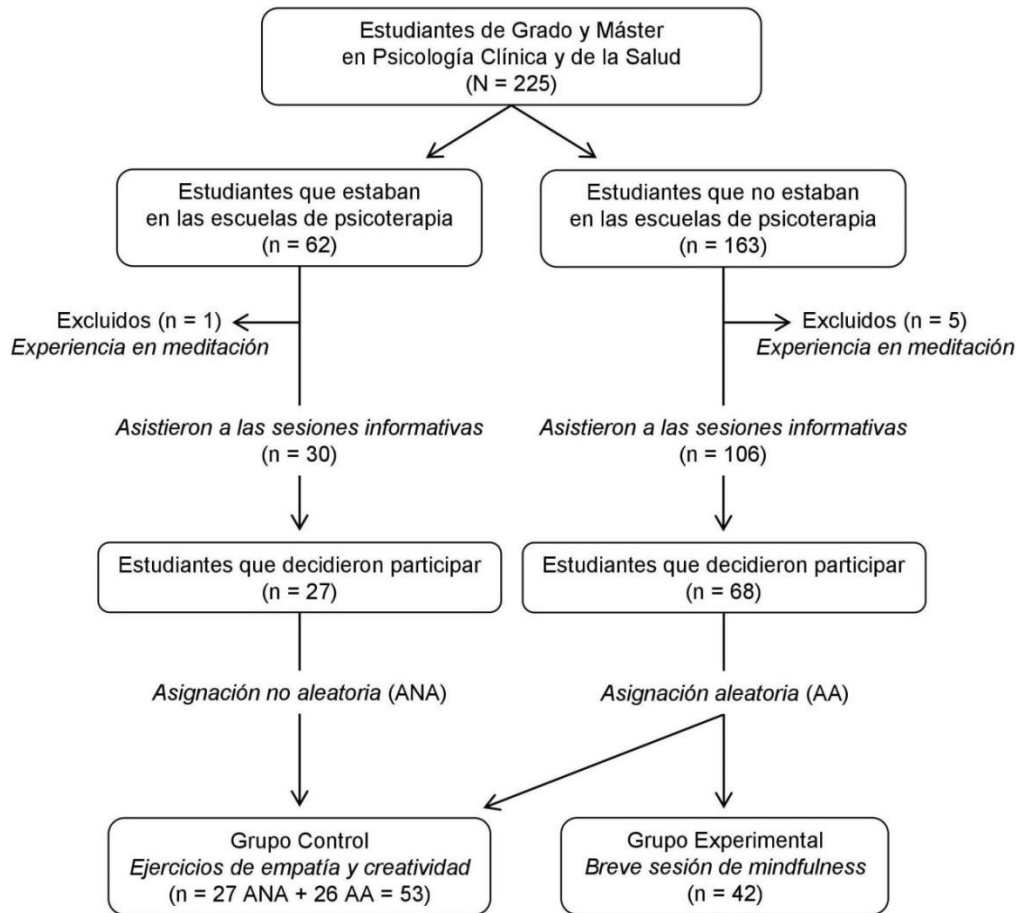 Estudiantes de Grado y Máster
en Psicología Clínica y de la Salud
(N = 225)
Estudiantes que estaban
en las escuelas de psicoterapia
(n = 62)
Estudiantes que no estaban
en las escuelas de psicoterapia
(n = 163)
Excluidos (n = 1)
Experiencia en meditación
Excluidos (n = 5)
Experiencia en meditación
Asistieron a las sesiones informativas
(n = 30)
Asistieron a las sesiones informativas
(n = 106)
Estudiantes que decidieron participar
(n = 27)
Estudiantes que decidieron participar
(n = 68)
Asignación no aleatoria (ANA)
Asignación aleatoria (AA)
Grupo Control
Ejercicios de empatía y creatividad
(n = 27 ANA + 26 AA = 53)
Grupo Experimental
Breve sesión de mindfulness
(n = 42)